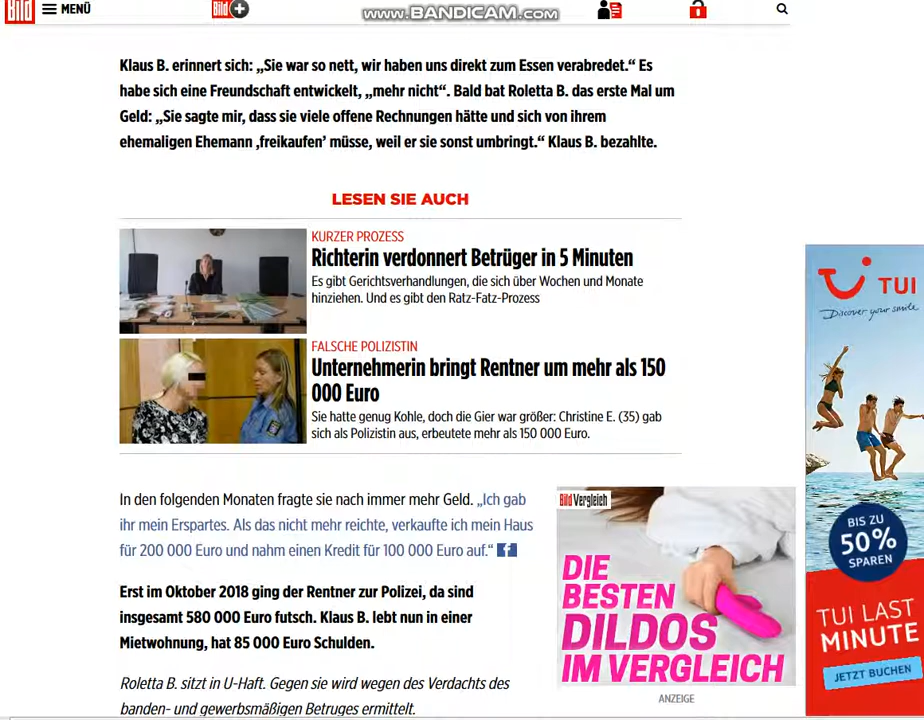 Bild MENÜ
Bild+
www.BANDICAM.com
Klaus B. erinnert sich: „Sie war so nett, wir haben uns direkt zum Essen verabredet.“ Es
habe sich eine Freundschaft entwickelt, „mehr nicht“. Bald bat Roletta B. das erste Mal um
Geld: „Sie sagte mir, dass sie viele offene Rechnungen hätte und sich von ihrem
ehemaligen Ehemann ‚freikaufen’ müsse, weil er sie sonst umbringt.“ Klaus B. bezahlte.
LESEN SIE AUCH
KURZER PROZESS
Richterin verdonnert Betrüger in 5 Minuten
Es gibt Gerichtsverhandlungen, die sich über Wochen und Monate
hinziehen. Und es gibt den Ratz-Fatz-Prozess
FALSCHE POLIZISTIN
Unternehmerin bringt Rentner um mehr als 150
000 Euro
Sie hatte genug Kohle, doch die Gier war größer: Christine E. (35) gab
sich als Polizistin aus, erbeutete mehr als 150 000 Euro.
In den folgenden Monaten fragte sie nach immer mehr Geld. „Ich gab
ihr mein Erspartes. Als das nicht mehr reichte, verkaufte ich mein Haus
für 200 000 Euro und nahm einen Kredit für 100 000 Euro auf.“
Erst im Oktober 2018 ging der Rentner zur Polizei, da sind
insgesamt 580 000 Euro futsch. Klaus B. lebt nun in einer
Mietwohnung, hat 85 000 Euro Schulden.
Roletta B. sitzt in U-Haft. Gegen sie wird wegen des Verdachts des
banden- und gewerbsmäßigen Betruges ermittelt.
Bild Vergleich
DIE
BESTEN
DILDOS
IM VERGLEICH
ANZEIGE
TUI
Discover your smile
BIS ZU
50%
SPAREN
TUI LAST
MINUTE
JETZT BUCHEN